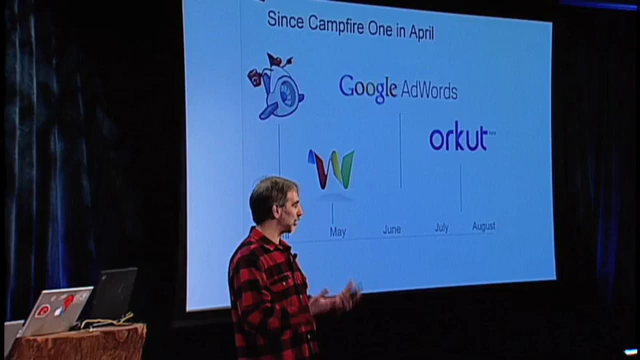 Since Campfire One in April
Google AdWords
orkut
May
June
July
August